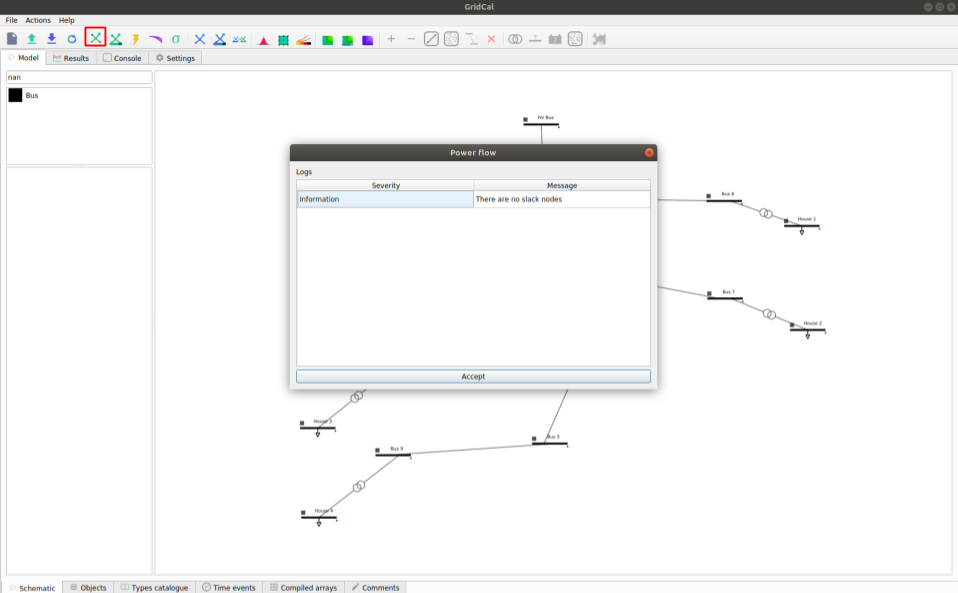 GridCal
File Actions Help
Model Results Console Settings
nan
Bus
HV Bus
Power flow
Logs
Severity Message
Information There are no slack nodes
Accept
Bus 6
House 1
Bus 7
House 2
House 3
Bus 5
Bus 9
House 4
Schematic Objects Types catalogue Time events Compiled arrays Comments